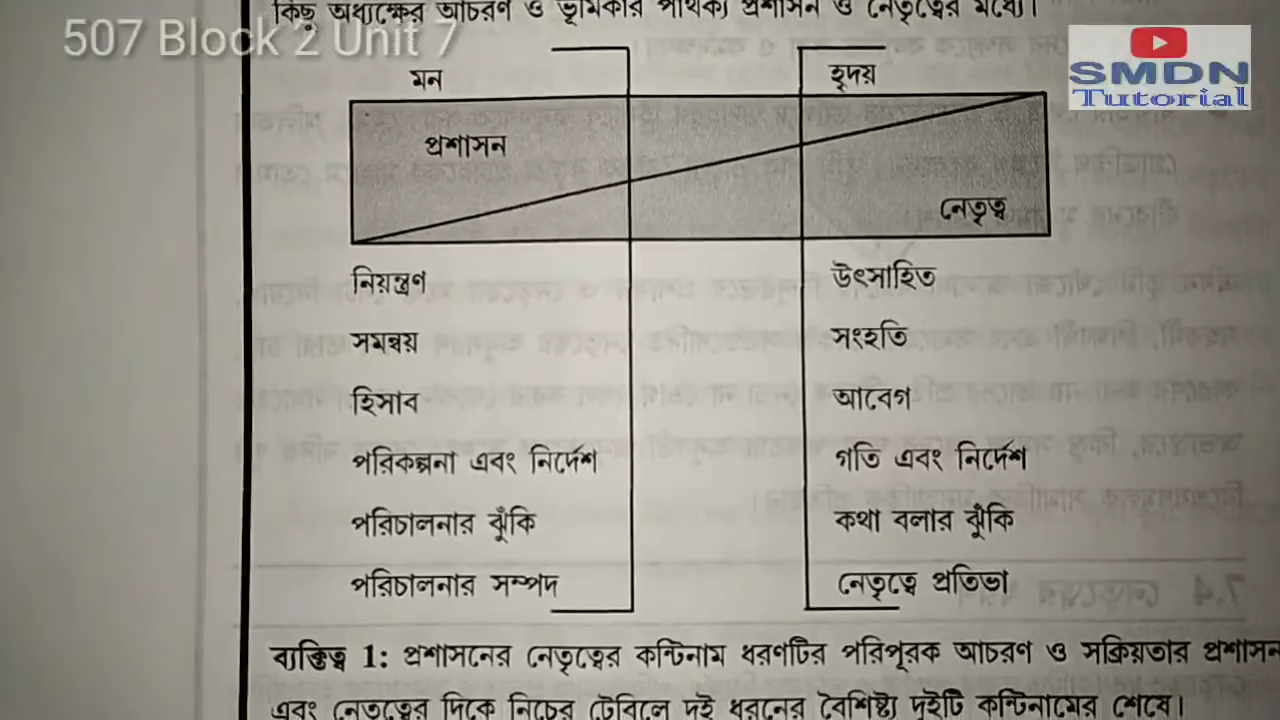 কিছু অধ্যক্ষের আচরণ ও ভূমিকার পার্থক্য প্রশাসন ও নেতৃত্বের মধ্যে।
507 Block 2 Unit 7
SMDN
Tutorial
মন হৃদয়
প্রশাসন
নেতৃত্ব
নিয়ন্ত্রণ উৎসাহিত
সমন্বয় সংহতি
হিসাব আবেগ
পরিকল্পনা এবং নির্দেশ গতি এবং নির্দেশ
পরিচালনার ঝুঁকি কথা বলার ঝুঁকি
পরিচালনার সম্পদ নেতৃত্বে প্রতিভা
ব্যক্তিত্ব 1: প্রশাসনের নেতৃত্বের কন্টিনাম ধরণটির পরিপূরক আচরণ ও সক্রিয়তার প্রশাসন
এবং নেতৃত্বের দিকে নিচের টেবিলে দুই ধরনের বৈশিষ্ট্য দুইটি কন্টিনামের শেষে।